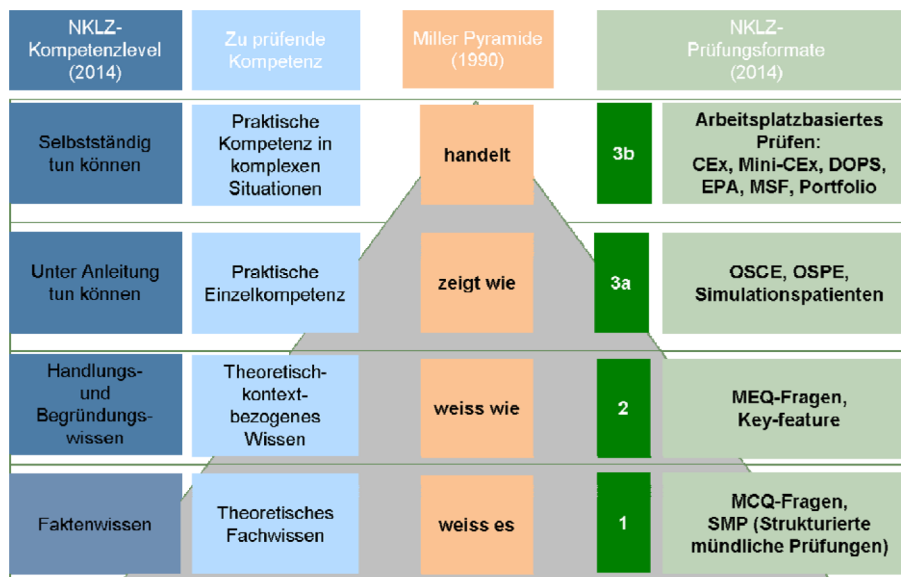 NKLZ-
Kompetenzlevel
(2014)
Zu prüfende
Kompetenz
Miller Pyramide
(1990)
NKLZ-
Prüfungsformate
(2014)
Selbstständig
tun können
Praktische
Kompetenz in
komplexen
Situationen
handelt
3b
Arbeitsplatzbasiertes
Prüfen:
CEx, Mini-CEx, DOPS,
EPA, MSF, Portfolio
Unter Anleitung
tun können
Praktische
Einzelkompetenz
zeigt wie
3a
OSCE, OSPE,
Simulationspatienten
Handlungs-
und
Begründungs-
wissen
Theoretisch-
kontext-
bezogenes
Wissen
weiss wie
2
MEQ-Fragen,
Key-feature
Faktenwissen
Theoretisches
Fachwissen
weiss es
1
MCQ-Fragen,
SMP (Strukturierte
mündliche Prüfungen)